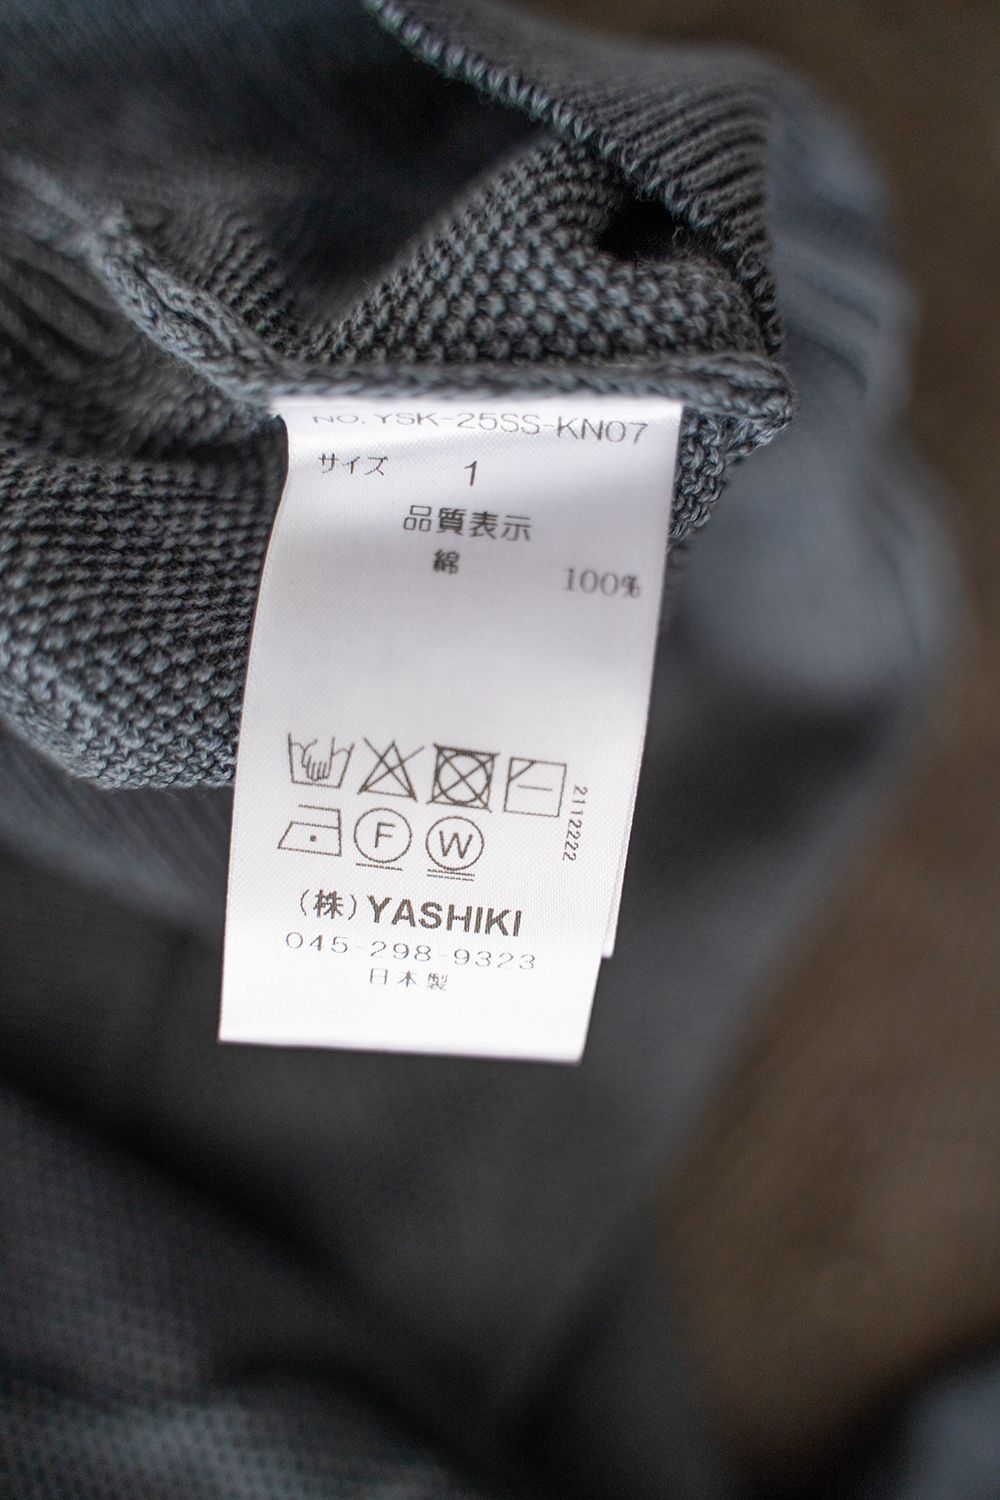 NO. YSK-25SS-KN07
サイズ 1
品質表示
綿 100%
2112222
F W
(株)YASHIKI
045-298-9323
日本製